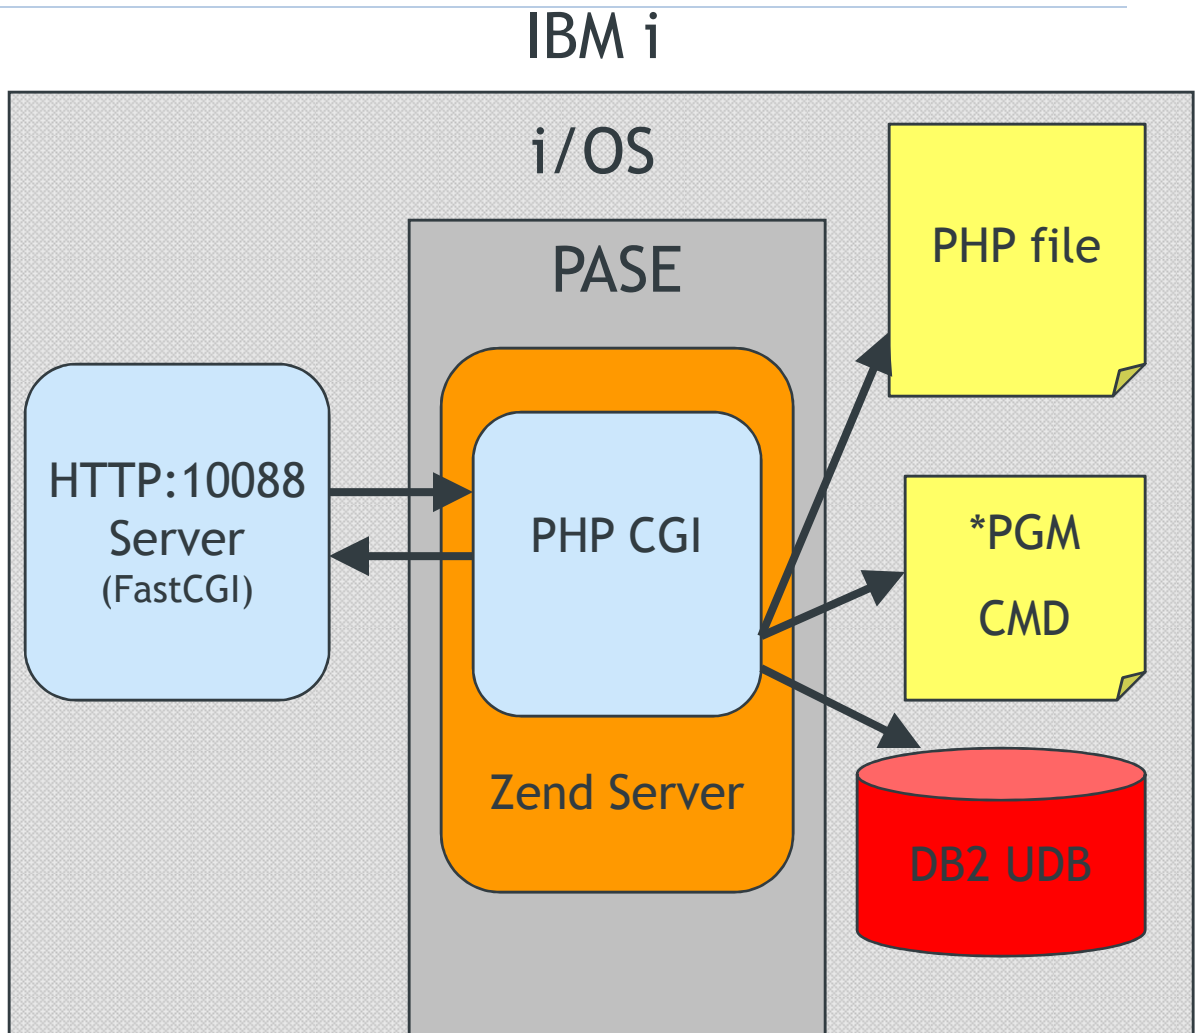 IBM i
i/OS
PASE
PHP file
HTTP:10088
Server
(FastCGI)
PHP CGI
*PGM
CMD
Zend Server
DB2 UDB